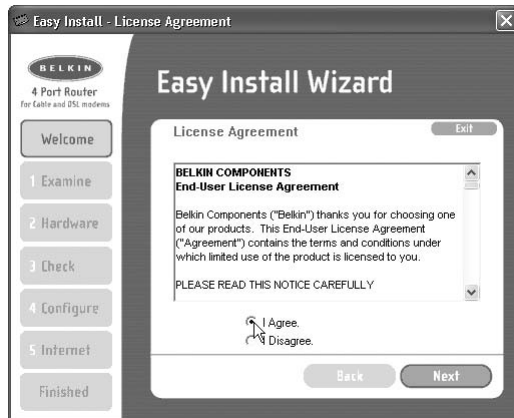 Easy Install - License Agreement
BELKIN
4 Port Router
for Cable and DSL modems
Welcome
1 Examine
2 Hardware
3 Check
4 Configure
5 Internet
Finished
Easy Install Wizard
License Agreement
Exit
BELKIN COMPONENTS
End-User License Agreement
Belkin Components ("Belkin") thanks you for choosing one
of our products. This End-User License Agreement
("Agreement") contains the terms and conditions under
which limited use of the product is licensed to you.
PLEASE READ THIS NOTICE CAREFULLY
I Agree.
I Disagree.
Back
Next